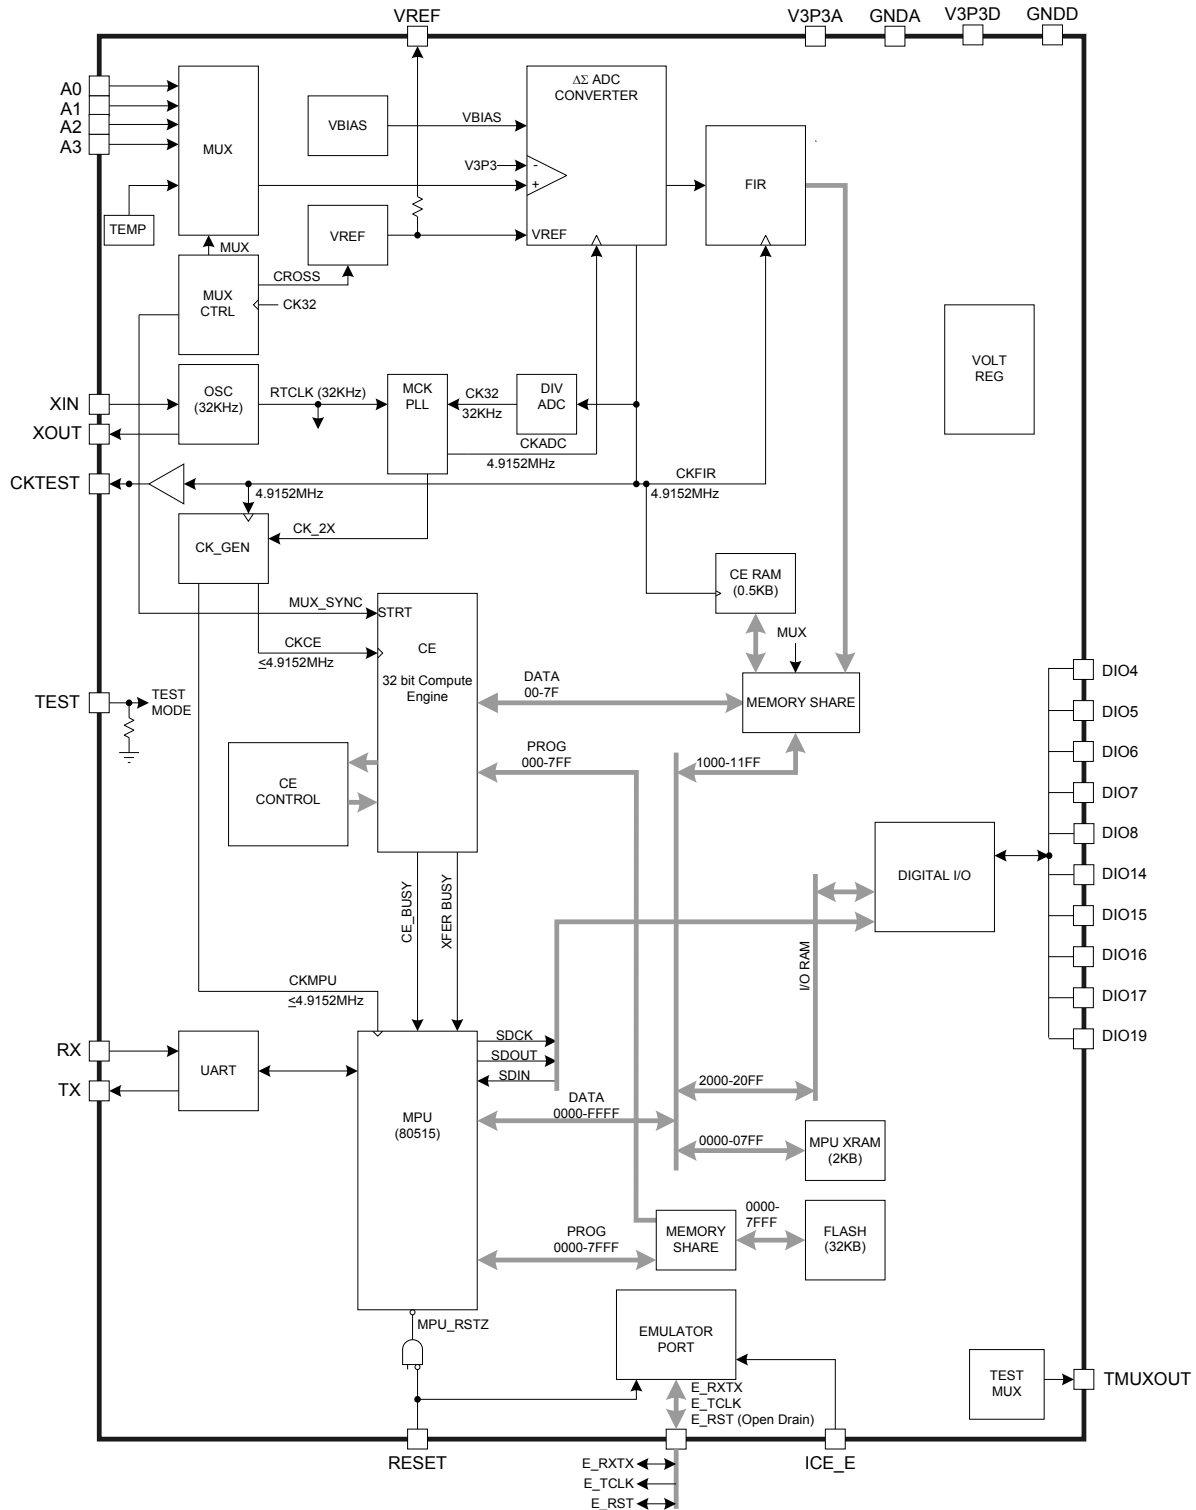 VREF
V3P3A
GNDA
V3P3D
GNDD
A0
A1
A2
A3
MUX
TEMP
MUX
VBIAS
VBIAS
ΔΣ ADC
CONVERTER
V3P3
-
+
VREF
VREF
FIR
MUX
CTRL
CROSS
CK32
VOLT
REG
XIN
XOUT
OSC
(32KHz)
RTCLK (32KHz)
MCK
PLL
CK32
32KHz
DIV
ADC
CKADC
4.9152MHz
CKTEST
4.9152MHz
CKFIR
4.9152MHz
CK_GEN
CK_2X
CE RAM
(0.5KB)
MUX_SYNC
STRT
CKCE
≤4.9152MHz
CE
32 bit Compute
Engine
MUX
DATA
00-7F
MEMORY SHARE
TEST
TEST
MODE
PROG
000-7FF
1000-11FF
CE
CONTROL
DIO4
DIO5
DIO6
DIO7
DIO8
DIO14
DIO15
DIO16
DIO17
DIO19
DIGITAL I/O
CE_BUSY
XFER BUSY
I/O RAM
CKMPU
≤4.9152MHz
RX
TX
UART
SDCK
SDOUT
SDIN
MPU
(80515)
DATA
0000-FFFF
2000-20FF
0000-07FF
MPU XRAM
(2KB)
PROG
0000-7FFF
MEMORY
SHARE
0000-
7FFF
FLASH
(32KB)
MPU_RSTZ
EMULATOR
PORT
E_RXTX
E_TCLK
E_RST (Open Drain)
TEST
MUX
TMUXOUT
RESET
ICE_E
E_RXTX
E_TCLK
E_RST